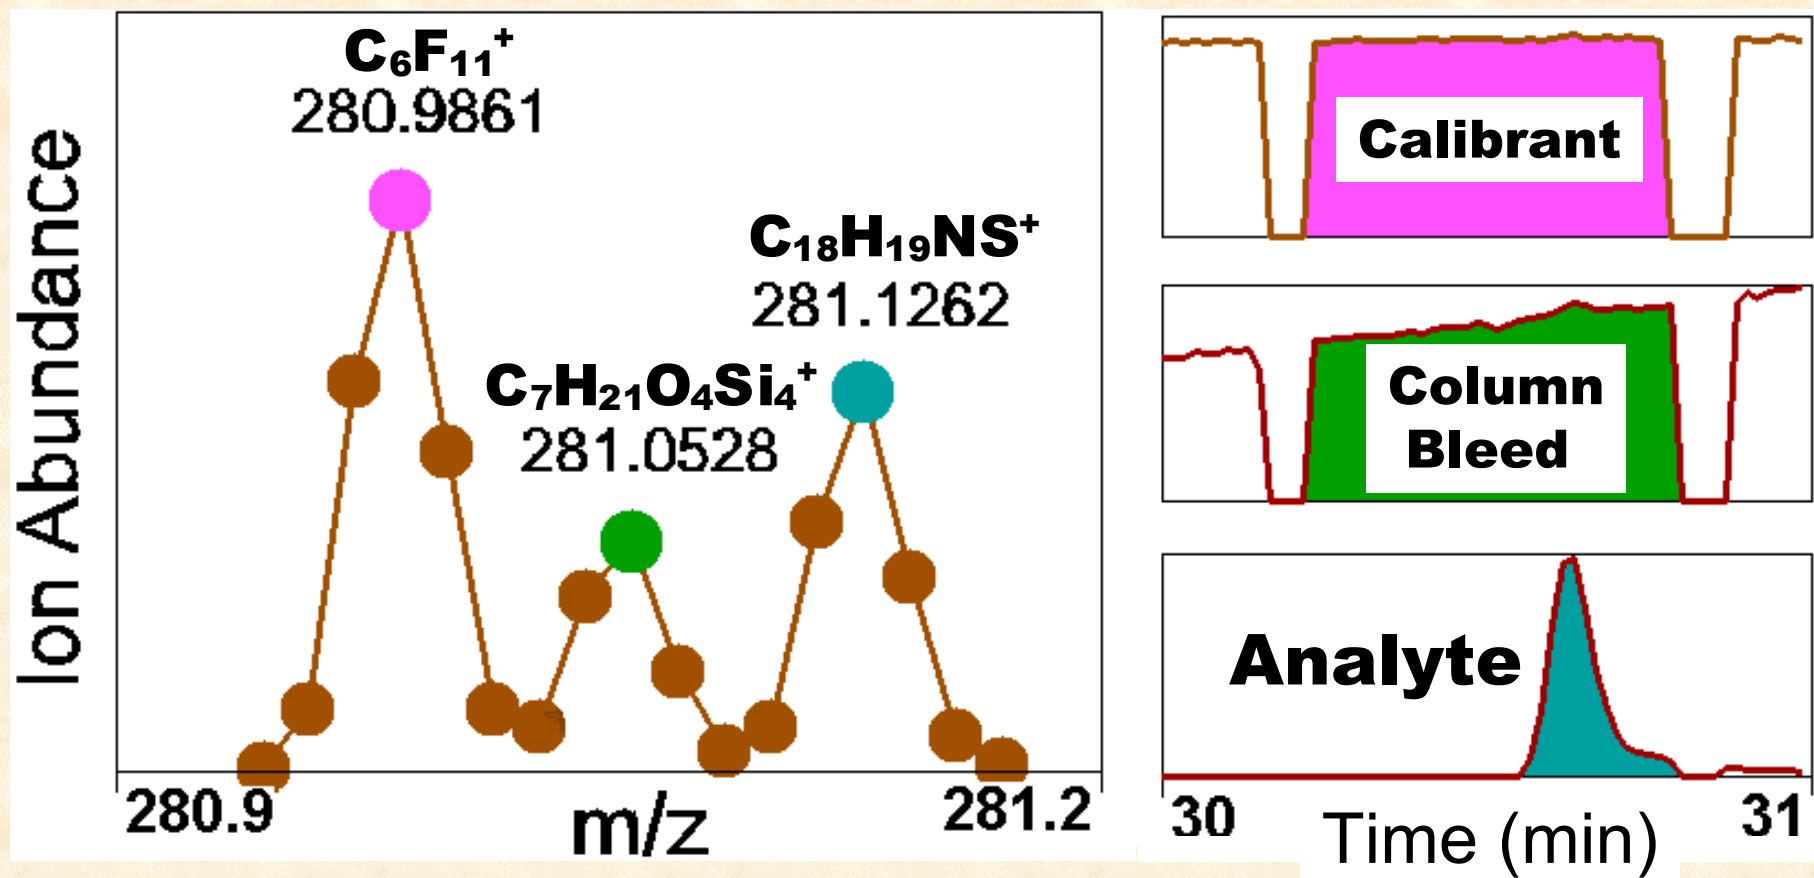 Ion Abundance
C₆F₁₁⁺
280.9861
C₁₈H₁₉NS⁺
281.1262
C₇H₂₁O₄Si₄⁺
281.0528
280.9
m/z
281.2
Calibrant
Column
Bleed
Analyte
30
Time (min)
31